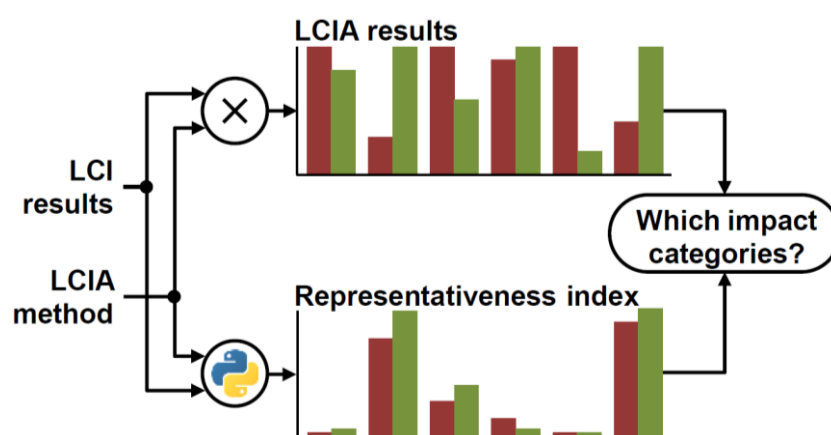 LCIA results
LCI
results
Which impact
categories?
LCIA
method
Representativeness index